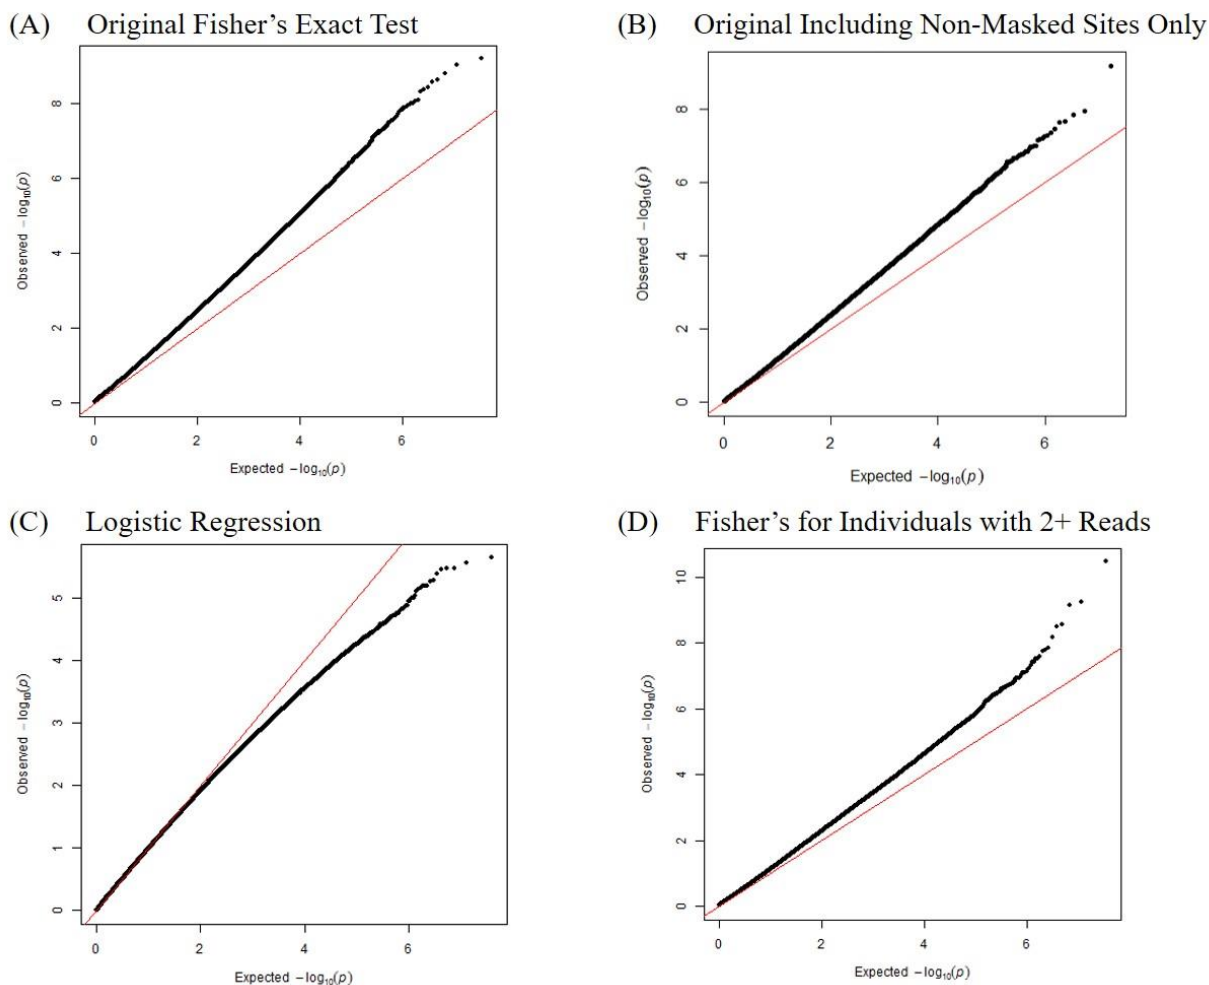 (A) Original Fisher’s Exact Test
(B) Original Including Non-Masked Sites Only
Observed −log10(p)
8
6
4
2
0
0 2 4 6
Expected −log10(p)
Observed −log10(p)
8
6
4
2
0
0 2 4 6
Expected −log10(p)
(C) Logistic Regression
(D) Fisher’s for Individuals with 2+ Reads
Observed −log10(p)
5
4
3
2
1
0
0 2 4 6
Expected −log10(p)
Observed −log10(p)
10
8
6
4
2
0
0 2 4 6
Expected −log10(p)